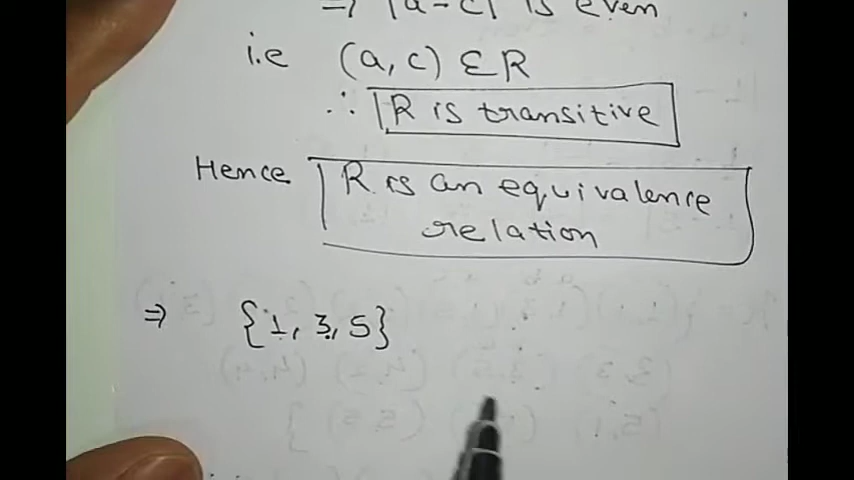 ⇒ |a-c| is even
i.e (a, c) ∈ R
∴ R is transitive
Hence R is an equivalence
relation
⇒ {1, 3, 5}